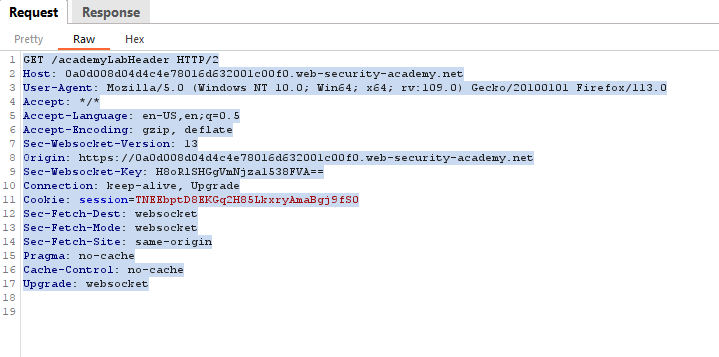 Request Response
Pretty Raw Hex
1 GET /academyLabHeader HTTP/2
2 Host: 0a0d008d04d4c4e78016d632001c00f0.web-security-academy.net
3 User-Agent: Mozilla/5.0 (Windows NT 10.0; Win64; x64; rv:109.0) Gecko/20100101 Firefox/113.0
4 Accept: */*
5 Accept-Language: en-US,en;q=0.5
6 Accept-Encoding: gzip, deflate
7 Sec-Websocket-Version: 13
8 Origin: https://0a0d008d04d4c4e78016d632001c00f0.web-security-academy.net
9 Sec-Websocket-Key: H8oRlSHGgVmNjzal538FVA==
10 Connection: keep-alive, Upgrade
11 Cookie: session=TNEEbptD8EKGq2H85LkxryAmaBgj9fS0
12 Sec-Fetch-Dest: websocket
13 Sec-Fetch-Mode: websocket
14 Sec-Fetch-Site: same-origin
15 Pragma: no-cache
16 Cache-Control: no-cache
17 Upgrade: websocket
18
19